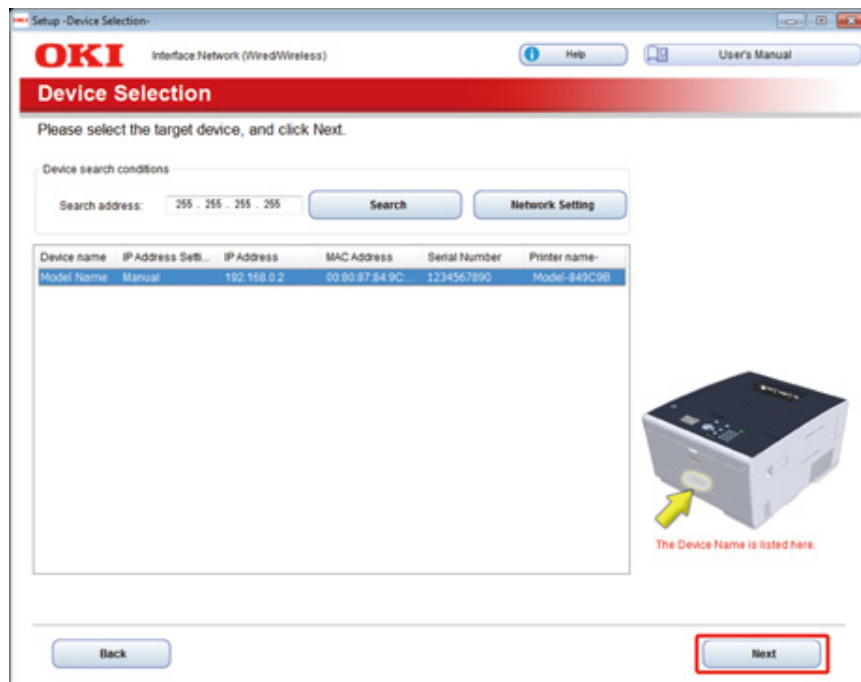 Setup -Device Selection-
OKI Interface:Network (Wired/Wireless) Help User's Manual
Device Selection
Please select the target device, and click Next.
Device search conditions
Search address: 255 . 255 . 255 . 255 Search Network Setting
Device name IP Address Setti... IP Address MAC Address Serial Number Printer name-
Model Name Manual 192.168.0.2 00:80:87:84:9C:... 1234567890 Model-849C9B
The Device Name is listed here.
Back Next